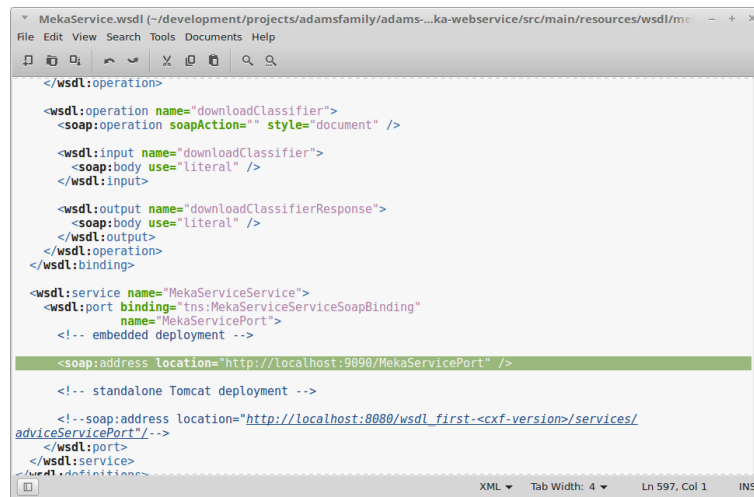 MekaService.wsdl (~/development/projects/adamsfamily/adams-...ka-webservice/src/main/resources/wsdl/me
File Edit View Search Tools Documents Help
</wsdl:operation>
<wsdl:operation name="downloadClassifier">
<soap:operation soapAction="" style="document" />
<wsdl:input name="downloadClassifier">
<soap:body use="literal" />
</wsdl:input>
<wsdl:output name="downloadClassifierResponse">
<soap:body use="literal" />
</wsdl:output>
</wsdl:operation>
</wsdl:binding>
<wsdl:service name="MekaServiceService">
<wsdl:port binding="tns:MekaServiceServiceSoapBinding"
name="MekaServicePort">
<!-- embedded deployment -->
<soap:address location="http://localhost:9090/MekaServicePort" />
<!-- standalone Tomcat deployment -->
<!--soap:address location="http://localhost:8080/wsdl_first-<cxf-version>/services/
adviceServicePort"/-->
</wsdl:port>
</wsdl:service>
</wsdl:definitions>
XML Tab Width: 4 Ln 597, Col 1 INS